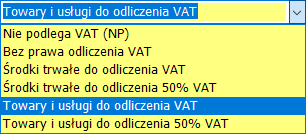 Towary i usługi do odliczenia VAT
Nie podlega VAT (NP)
Bez prawa odliczenia VAT
Środki trwałe do odliczenia VAT
Środki trwałe do odliczenia 50% VAT
Towary i usługi do odliczenia VAT
Towary i usługi do odliczenia 50% VAT